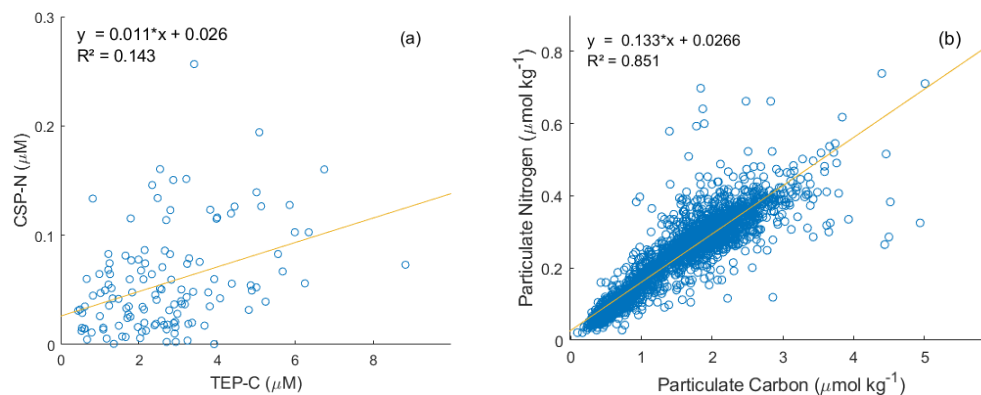 y = 0.011*x + 0.026
R² = 0.143
(a)
0.3
0.2
0.1
0
CSP-N (μM)
0
2
4
6
8
TEP-C (μM)
y = 0.133*x + 0.0266
R² = 0.851
(b)
0.8
0.6
0.4
0.2
0
Particulate Nitrogen (μmol kg⁻¹)
0
1
2
3
4
5
Particulate Carbon (μmol kg⁻¹)